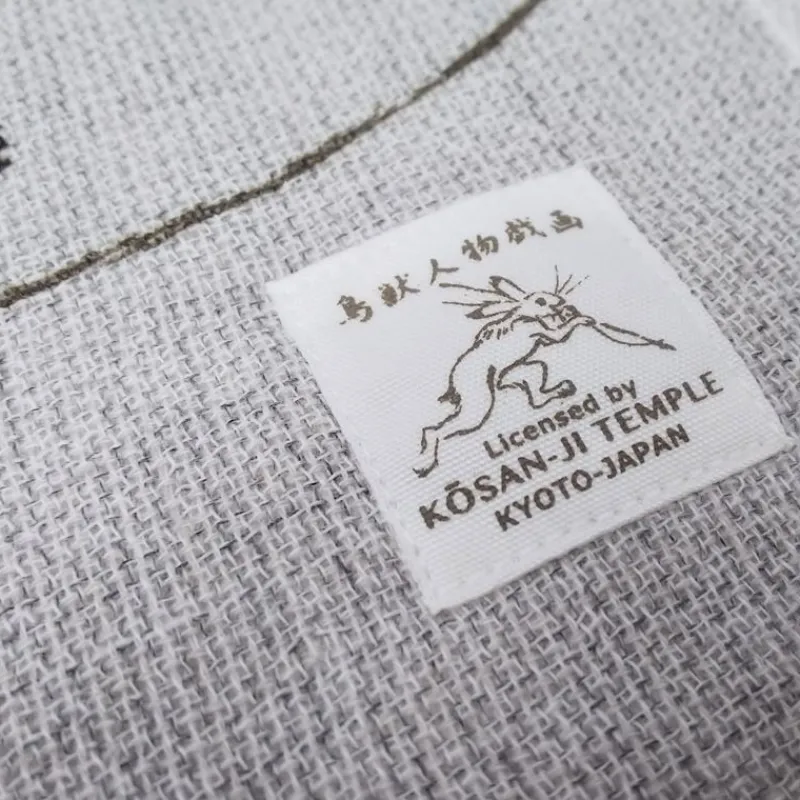 鳥獣人物戯画
Licensed by
KŌSAN-JI TEMPLE
KYOTO-JAPAN